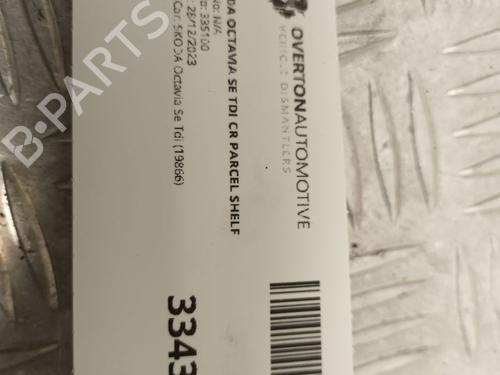 OVERTONAUTOMOTIVE
VEHICLE DISMANTLERS
DA OCTAVIA SE TDI CR PARCEL SHELF
No: N/A
335100
28/12/2023
Car: SKODA Octavia Se Tdi (19866)
3343
B-PARTS